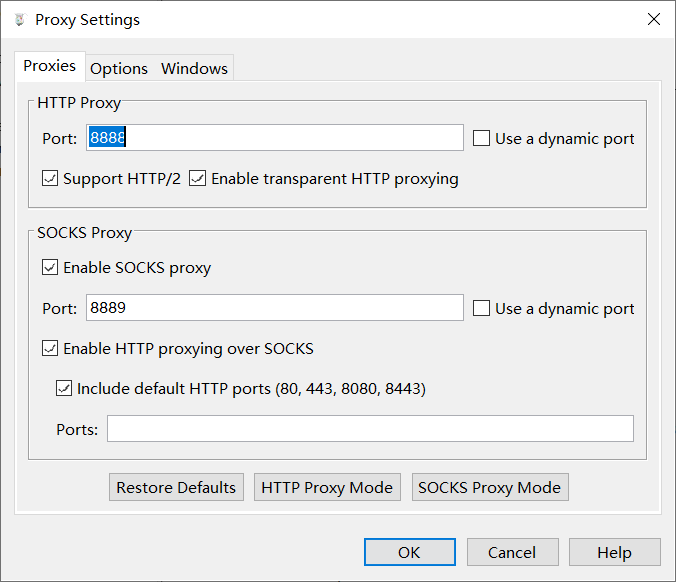 Proxy Settings
Proxies Options Windows
HTTP Proxy
Port: 8888 Use a dynamic port
Support HTTP/2 Enable transparent HTTP proxying
SOCKS Proxy
Enable SOCKS proxy
Port: 8889 Use a dynamic port
Enable HTTP proxying over SOCKS
Include default HTTP ports (80, 443, 8080, 8443)
Ports:
Restore Defaults HTTP Proxy Mode SOCKS Proxy Mode
OK Cancel Help